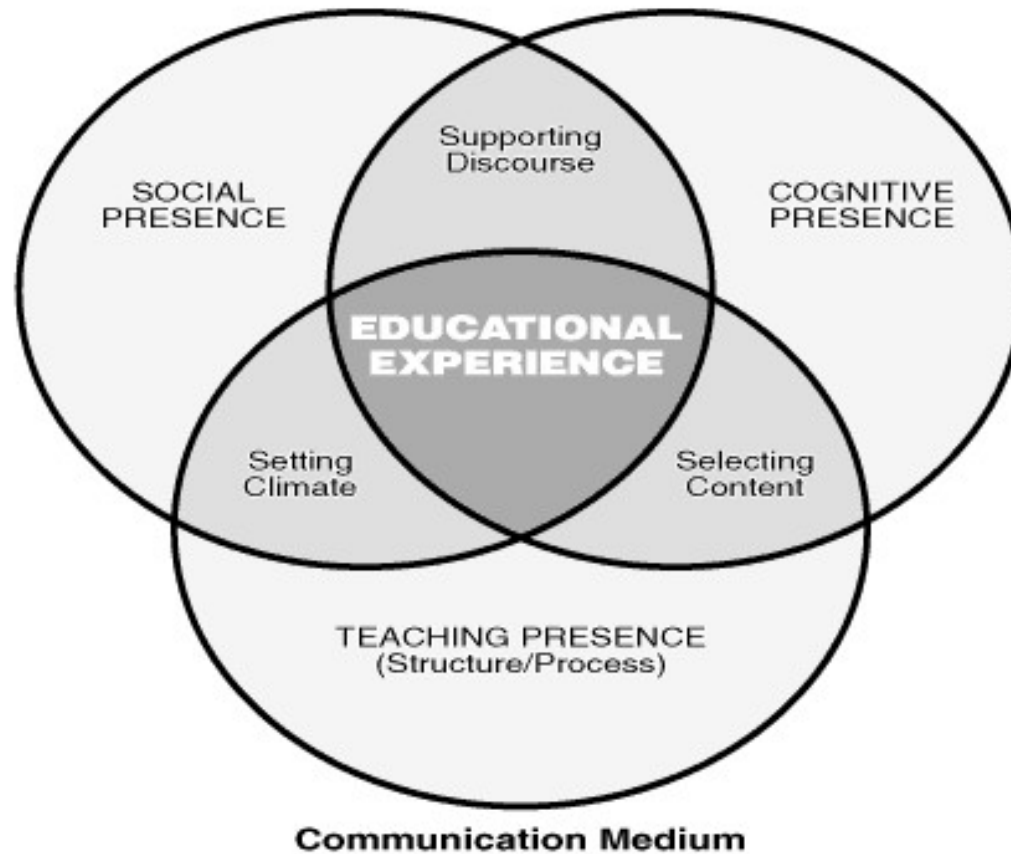 Supporting
Discourse
SOCIAL
PRESENCE
COGNITIVE
PRESENCE
EDUCATIONAL
EXPERIENCE
Setting
Climate
Selecting
Content
TEACHING PRESENCE
(Structure/Process)
Communication Medium